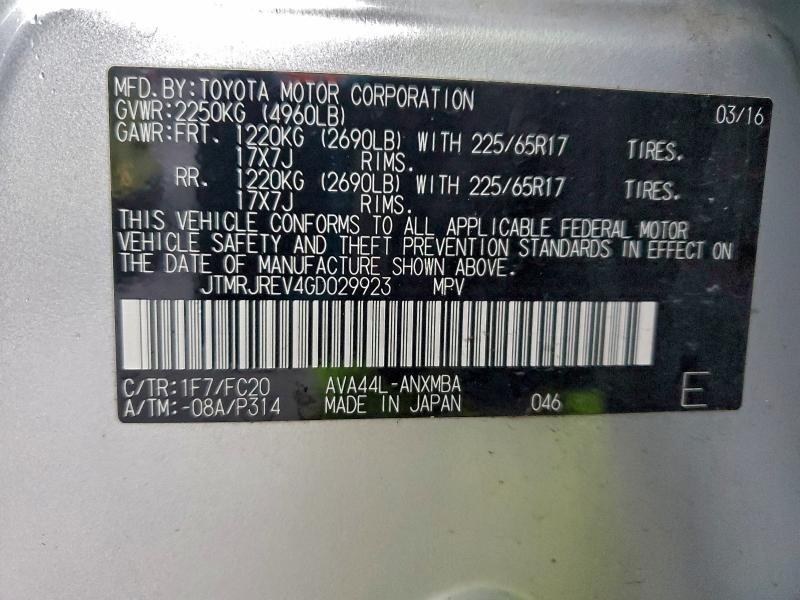 MFD.BY:TOYOTA MOTOR CORPORATION 03/16
GVWR:2250KG (4960LB)
GAWR:FRT. 1220KG (2690LB) WITH 225/65R17 TIRES.
17X7J RIMS.
RR. 1220KG (2690LB) WITH 225/65R17 TIRES.
17X7J RIMS.
THIS VEHICLE CONFORMS TO ALL APPLICABLE FEDERAL MOTOR
VEHICLE SAFETY AND THEFT PREVENTION STANDARDS IN EFFECT ON
THE DATE OF MANUFACTURE SHOWN ABOVE.
JTMRJREV4GD029923 MPV
C/TR:1F7/FC20 AVA44L-ANXMBA
A/TM:-08A/P314 MADE IN JAPAN 046 E